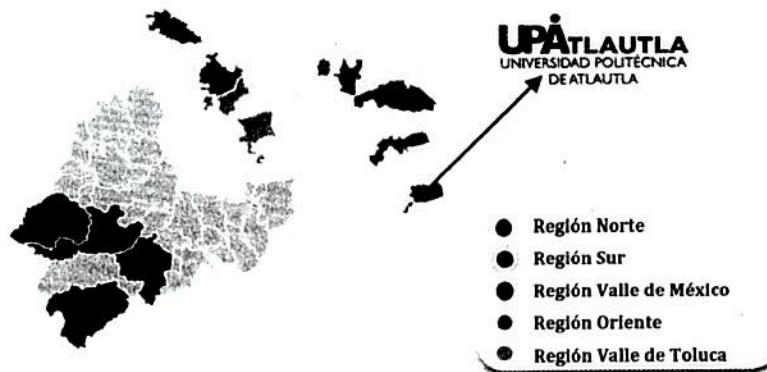 UPATLAUTLA
UNIVERSIDAD POLITÉCNICA
DE ATLAUTLA
Región Norte
Región Sur
Región Valle de México
Región Oriente
Región Valle de Toluca